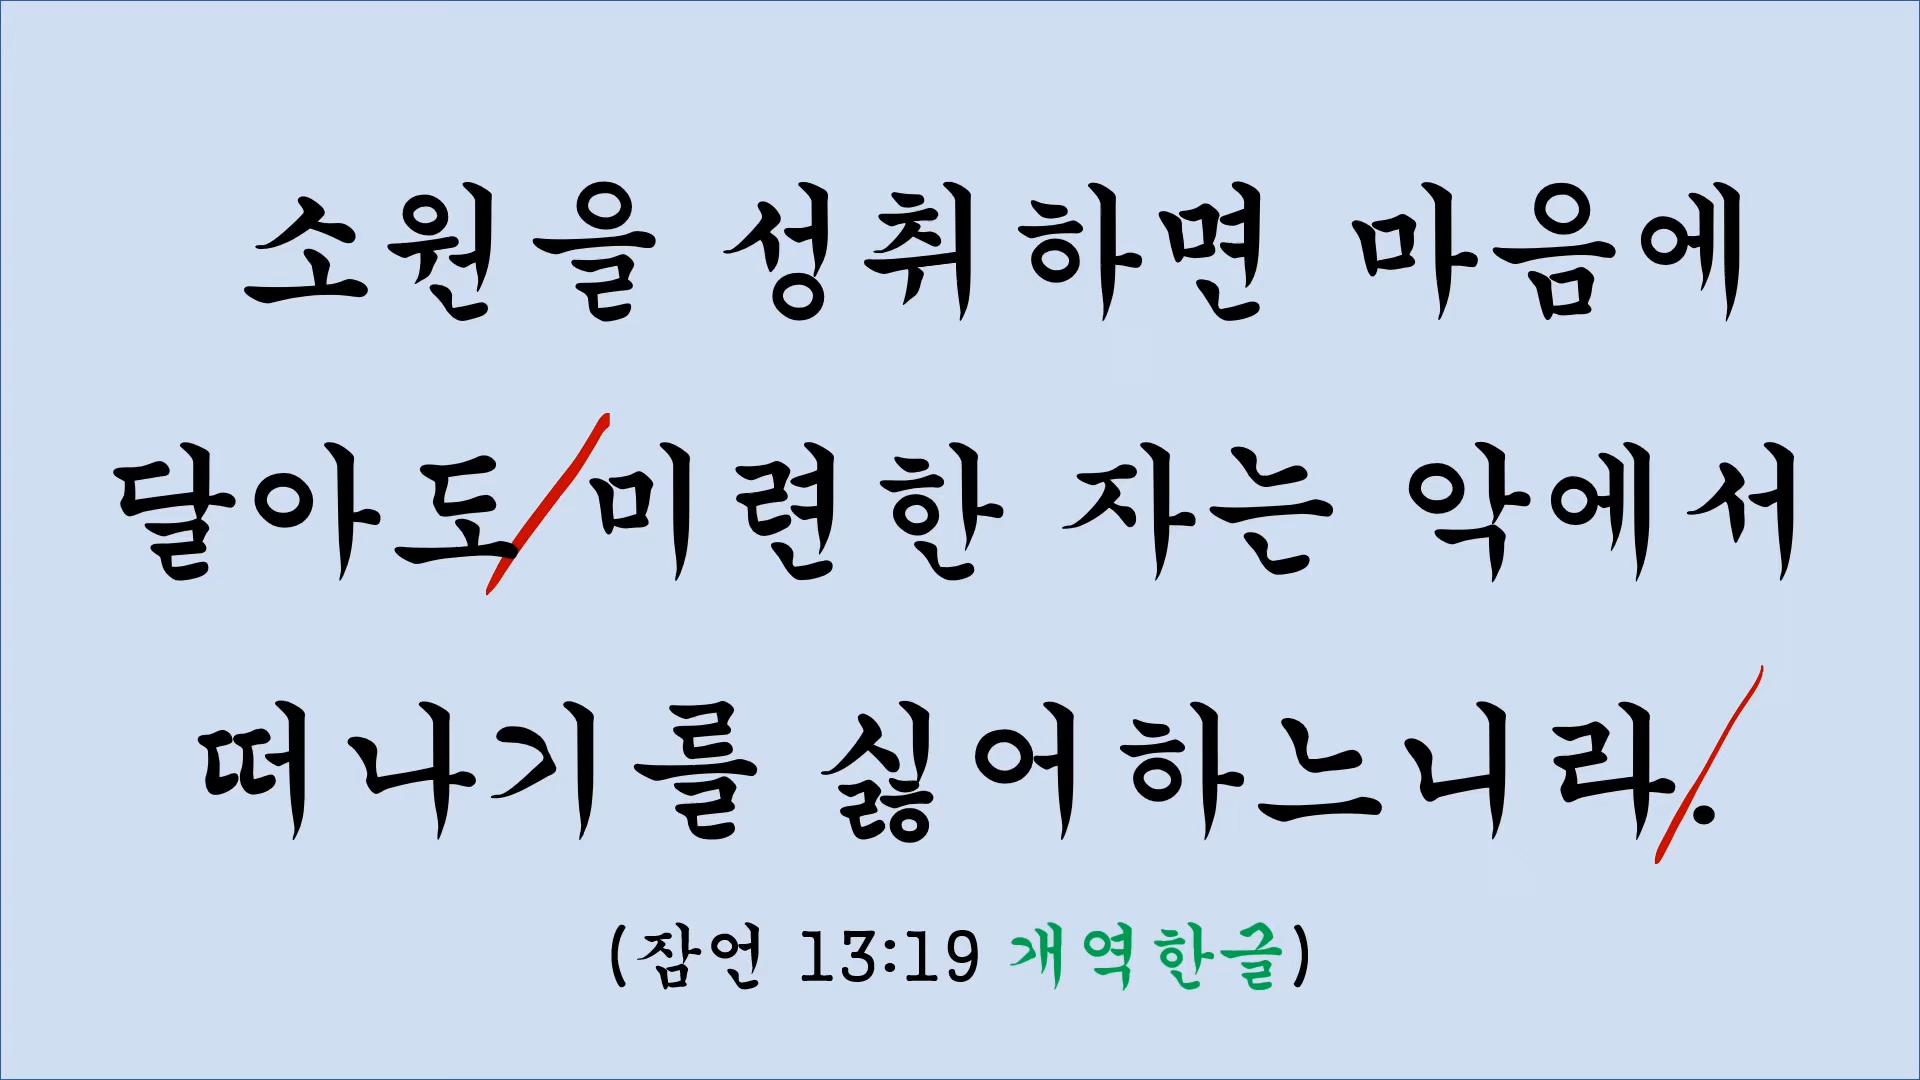 소원을 성취하면 마음에
달아도 미련한 자는 악에서
떠나기를 싫어하느니라.
(잠언 13:19 개역한글)